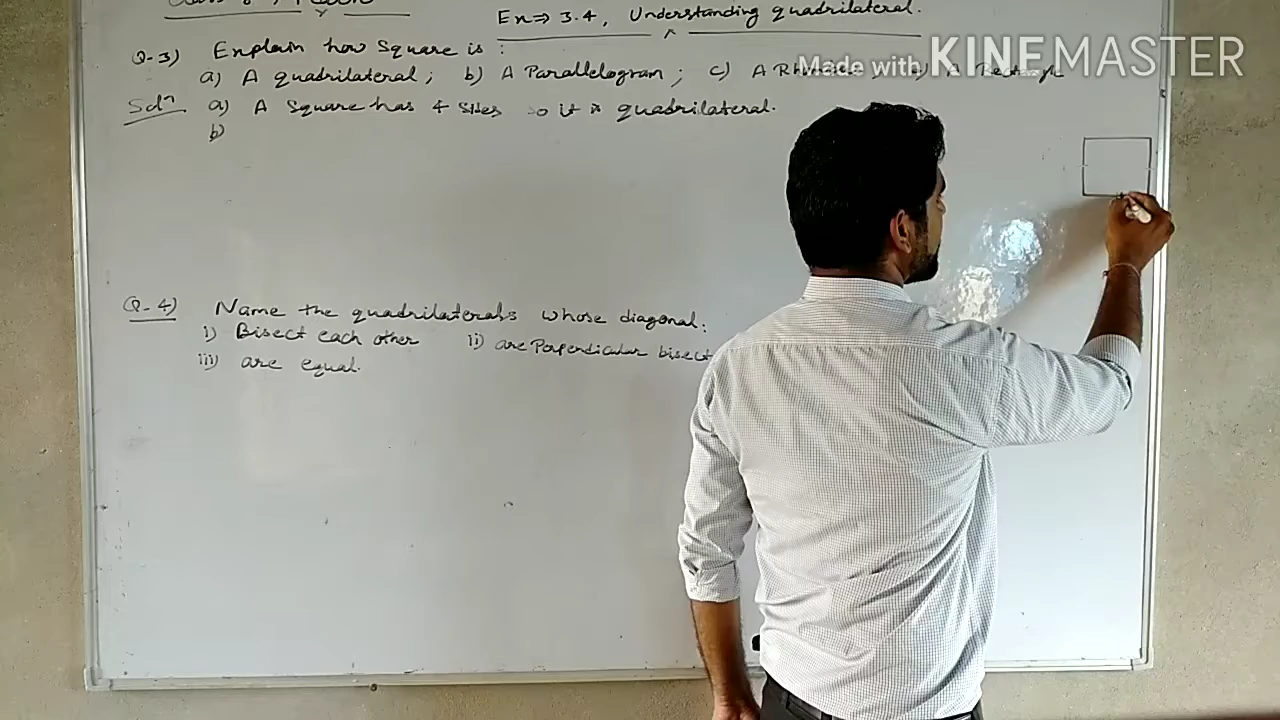 Ex ⇒ 3.4, Understanding quadrilateral.
Q-3) Explain how Square is :
a) A quadrilateral; b) A Parallelogram; c) A
Made with KINEMASTER
Sol^n a) A Square has 4 Sides so it is quadrilateral.
b)
Q-4) Name the quadrilaterals whose diagonal:
i) Bisect each other ii) are Perpendicular bisect
iii) are equal.